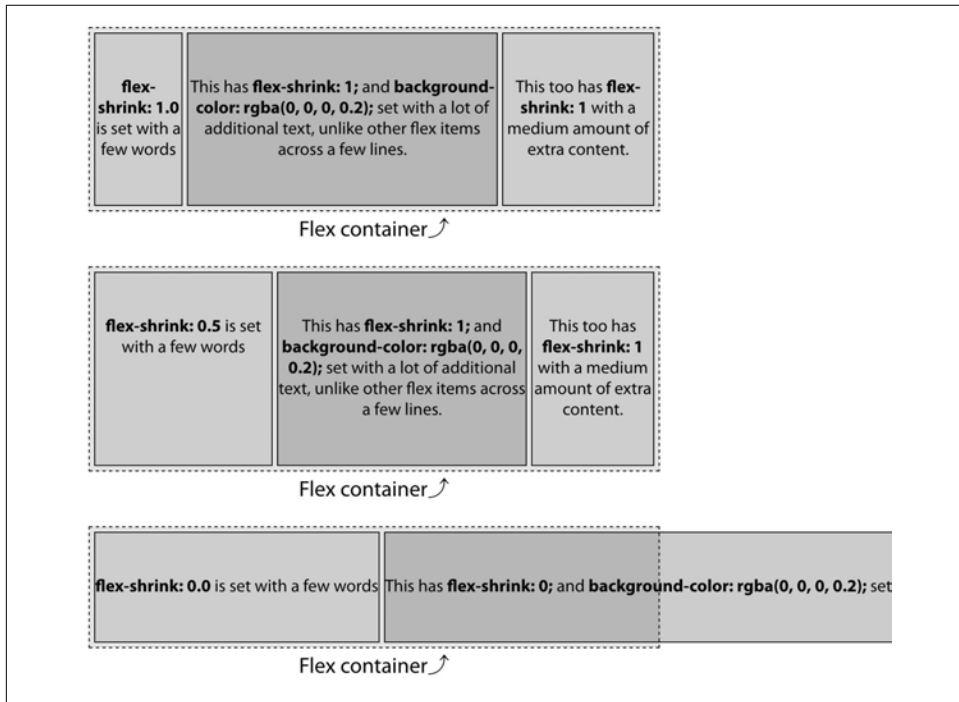 flex-
shrink: 1.0
is set with a
few words
This has flex-shrink: 1; and background-
color: rgba(0, 0, 0, 0.2); set with a lot of
additional text, unlike other flex items
across a few lines.
This too has flex-
shrink: 1 with a
medium amount of
extra content.
Flex container
flex-shrink: 0.5 is set
with a few words
This has flex-shrink: 1; and
background-color: rgba(0, 0, 0,
0.2); set with a lot of additional
text, unlike other flex items across
a few lines.
This too has
flex-shrink: 1
with a medium
amount of extra
content.
Flex container
flex-shrink: 0.0 is set with a few words
This has flex-shrink: 0; and background-color: rgba(0, 0, 0, 0.2); set
Flex container